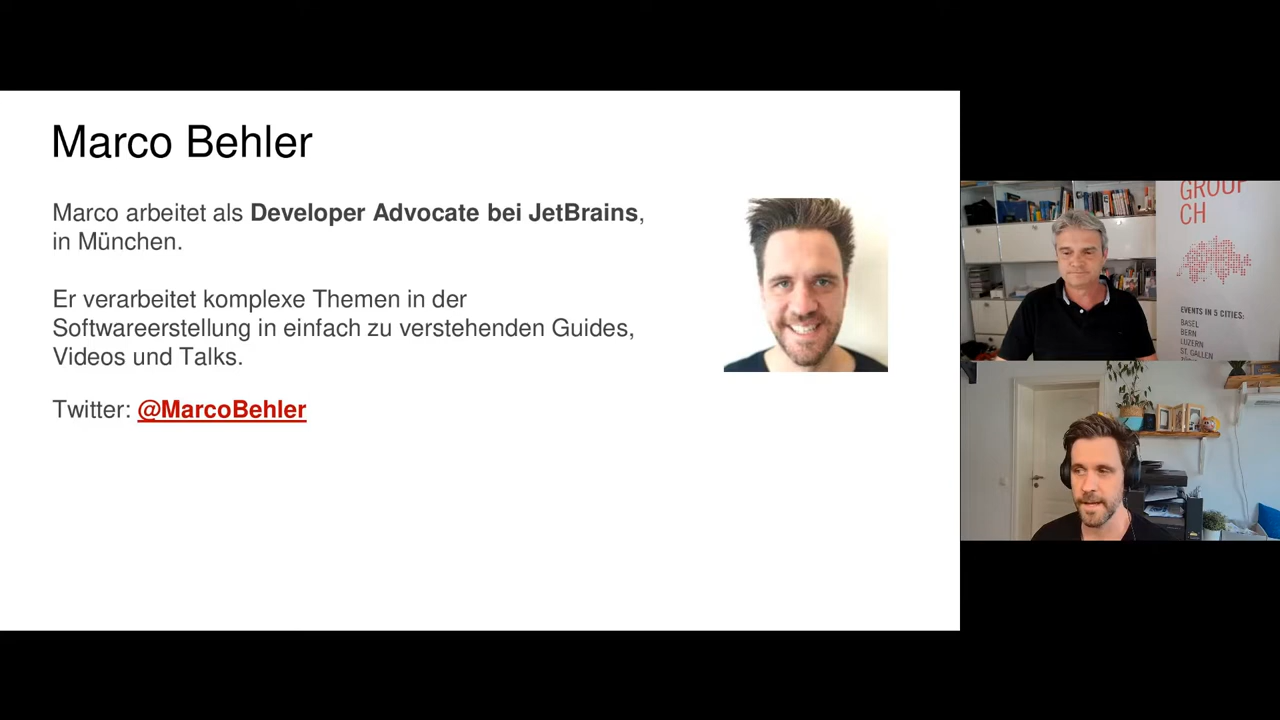 Marco Behler
Marco arbeitet als Developer Advocate bei JetBrains,
in München.
Er verarbeitet komplexe Themen in der
Softwareerstellung in einfach zu verstehenden Guides,
Videos und Talks.
Twitter: @MarcoBehler
GROUP
CH
EVENTS IN 5 CITIES:
BASEL
BERN
LUZERN
ST. GALLEN